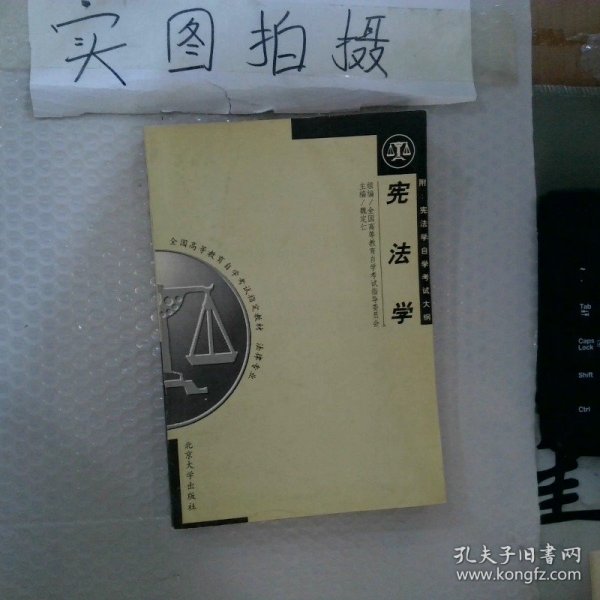 实图拍摄
附：宪法学自学考试大纲
宪法学
组编/全国高等教育自学考试指导委员会
主编/魏定仁
全国高等教育自学考试指定教材 法律专业
北京大学出版社
Tab
Caps
Lock
Shift
Ctrl
孔夫子旧书网
www.kongfz.com